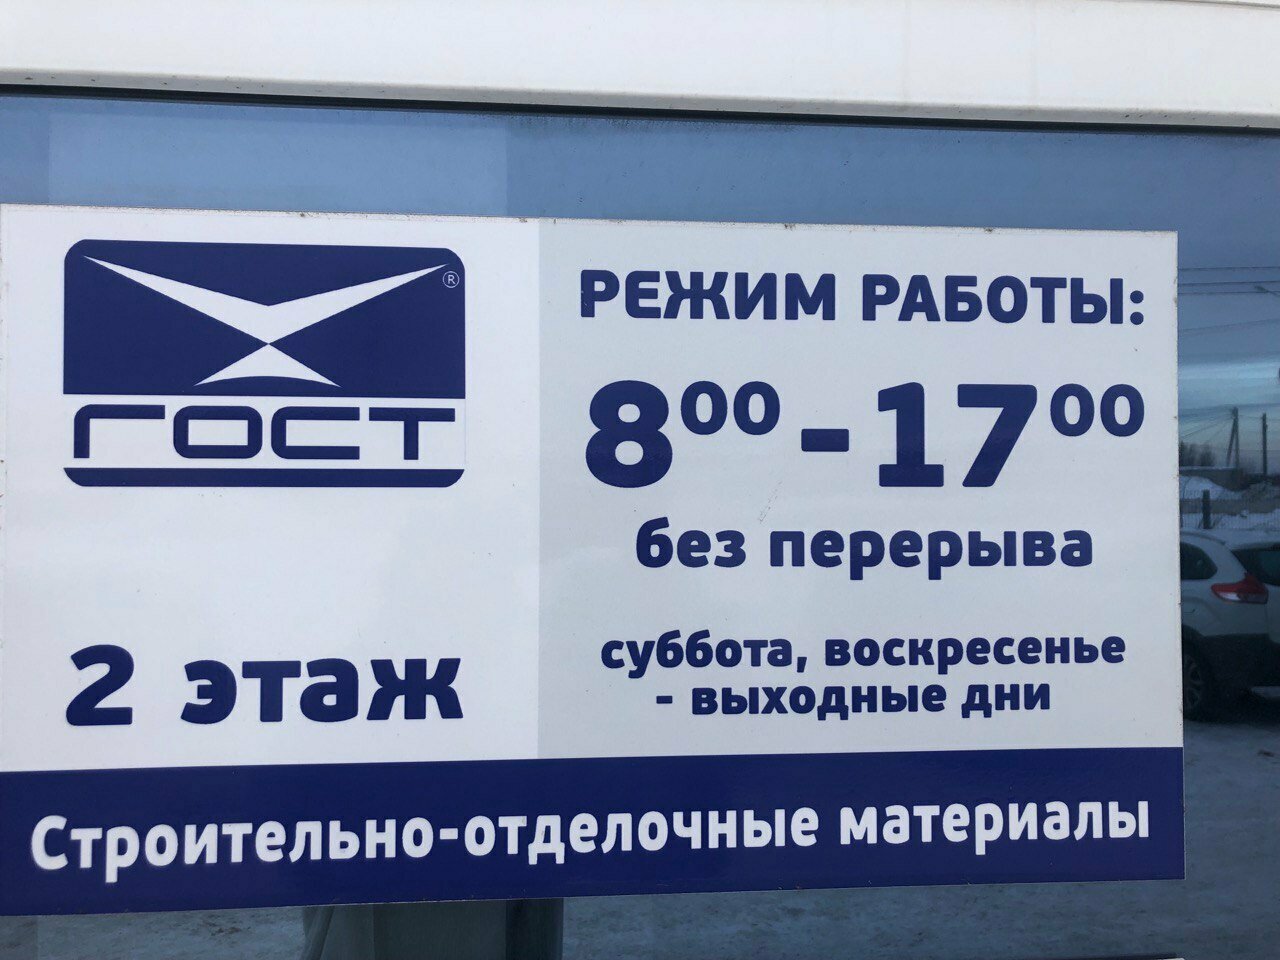 ГОСТ
®
2 этаж
РЕЖИМ РАБОТЫ:
8⁰⁰-17⁰⁰
без перерыва
суббота, воскресенье
- выходные дни
Строительно-отделочные материалы